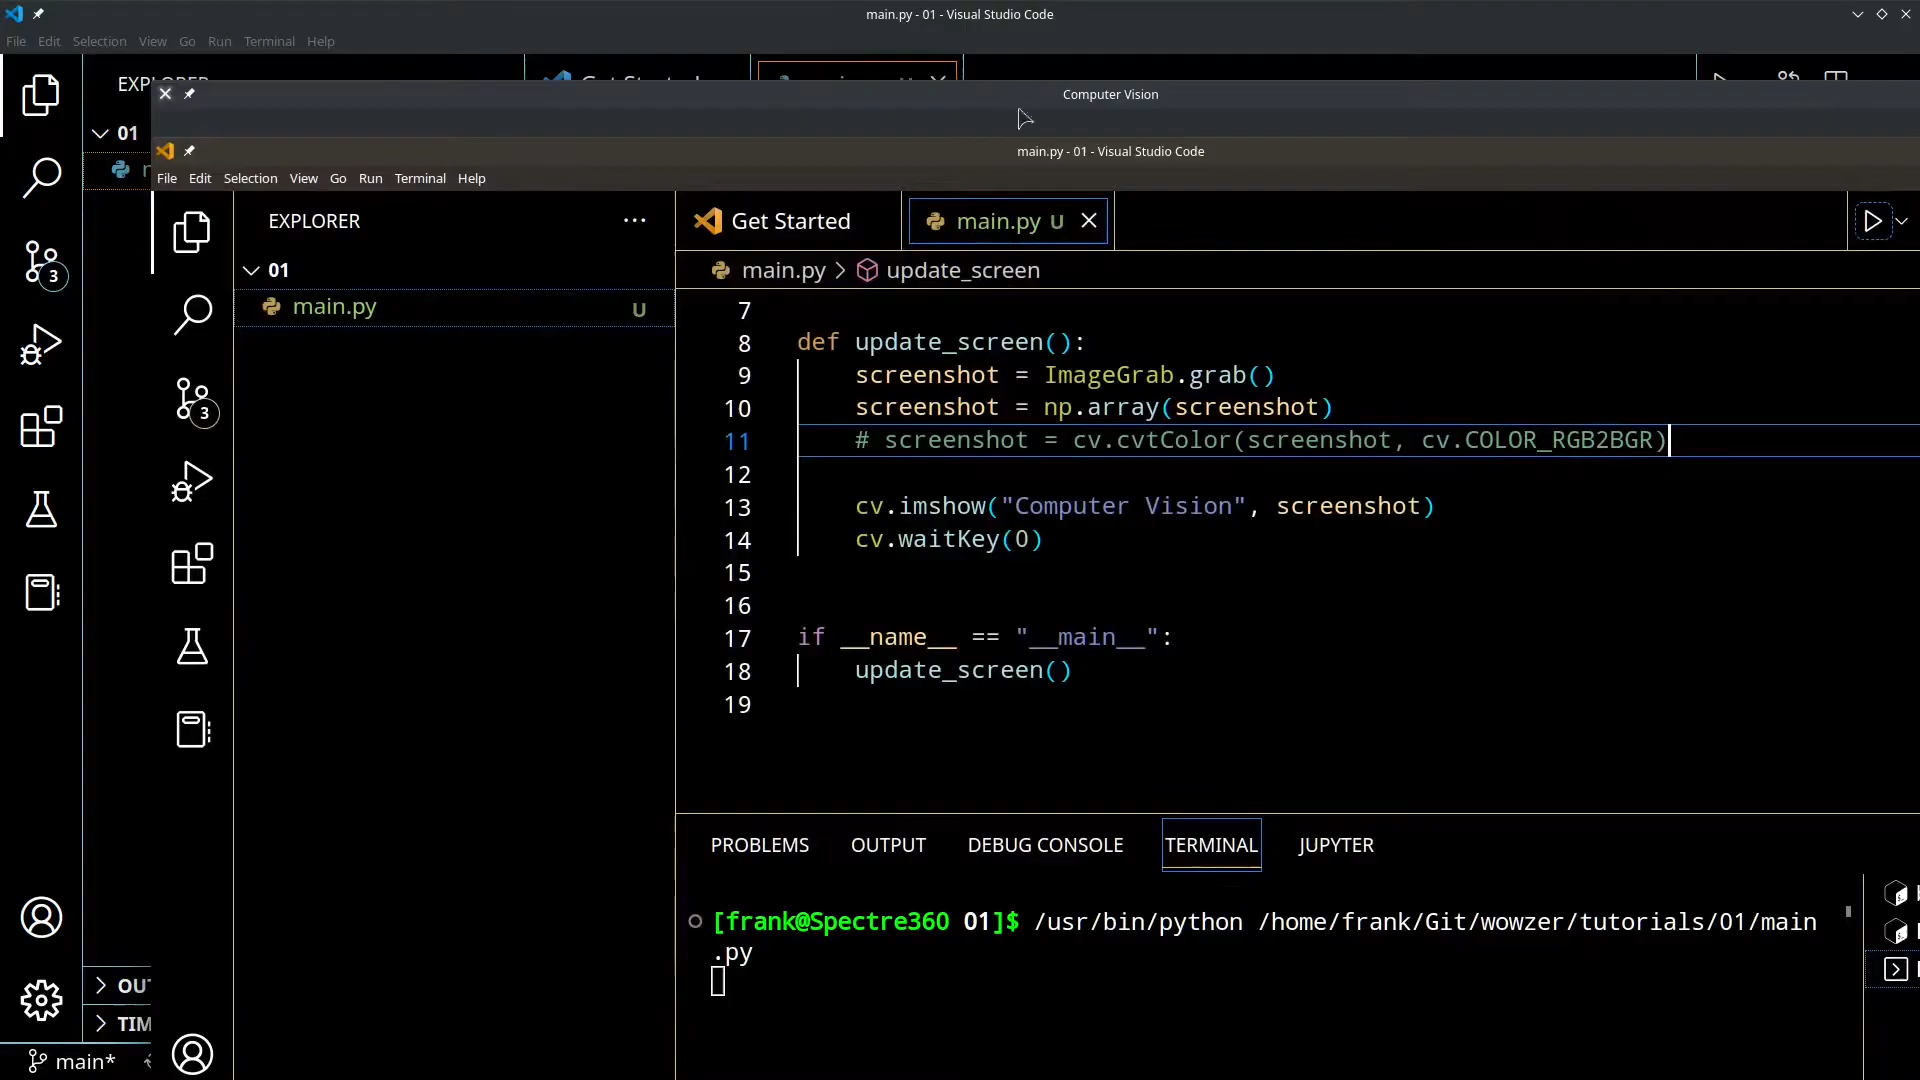 main.py - 01 - Visual Studio Code
File Edit Selection View Go Run Terminal Help
EXPLORER
01
3
Computer Vision
main.py - 01 - Visual Studio Code
File Edit Selection View Go Run Terminal Help
EXPLORER ···
01
main.py U
3
Get Started
main.py U
main.py > update_screen
7
8 def update_screen():
9 screenshot = ImageGrab.grab()
10 screenshot = np.array(screenshot)
11 # screenshot = cv.cvtColor(screenshot, cv.COLOR_RGB2BGR)
12
13 cv.imshow("Computer Vision", screenshot)
14 cv.waitKey(0)
15
16
17 if __name__ == "__main__":
18 update_screen()
19
PROBLEMS OUTPUT DEBUG CONSOLE TERMINAL JUPYTER
[frank@Spectre360 01]$ /usr/bin/python /home/frank/Git/wowzer/tutorials/01/main
.py
OUT
TIM
main*